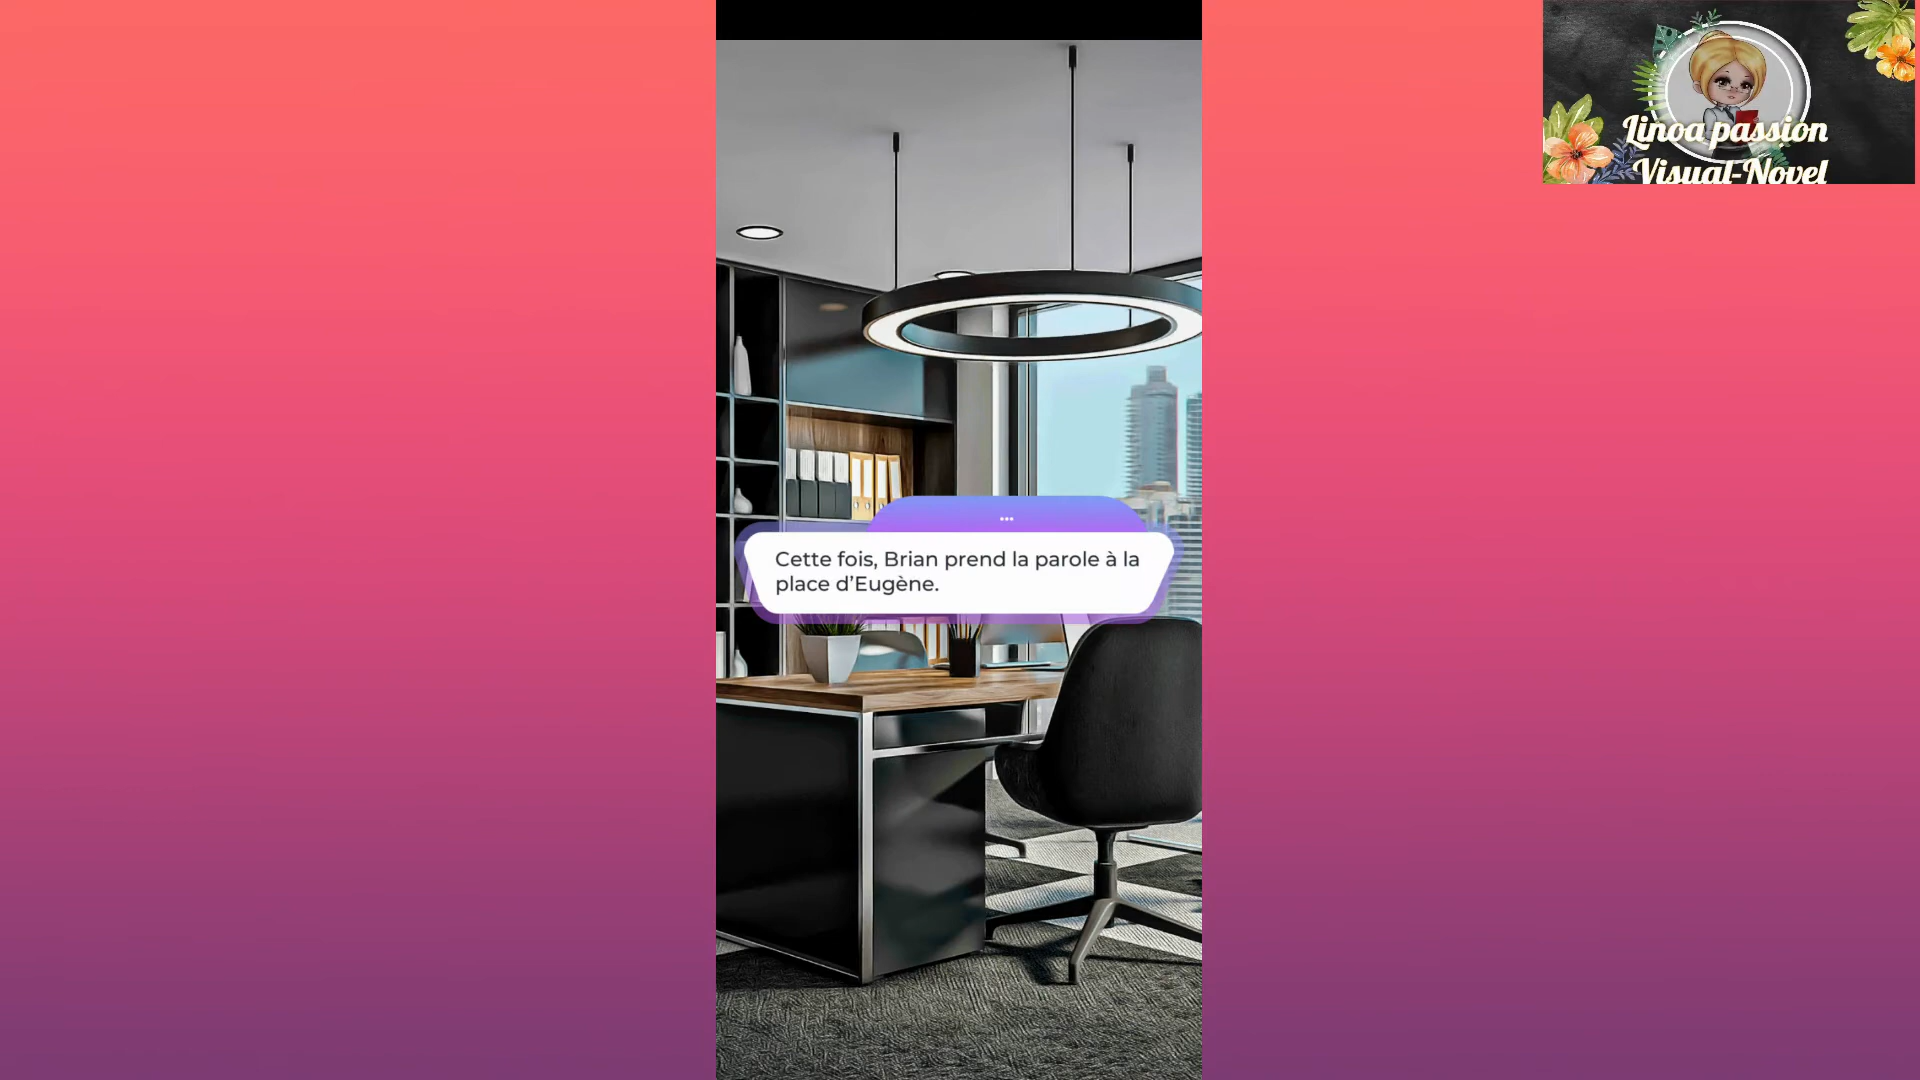 Linoa passion
Visual-Novel
...
Cette fois, Brian prend la parole à la
place d’Eugène.